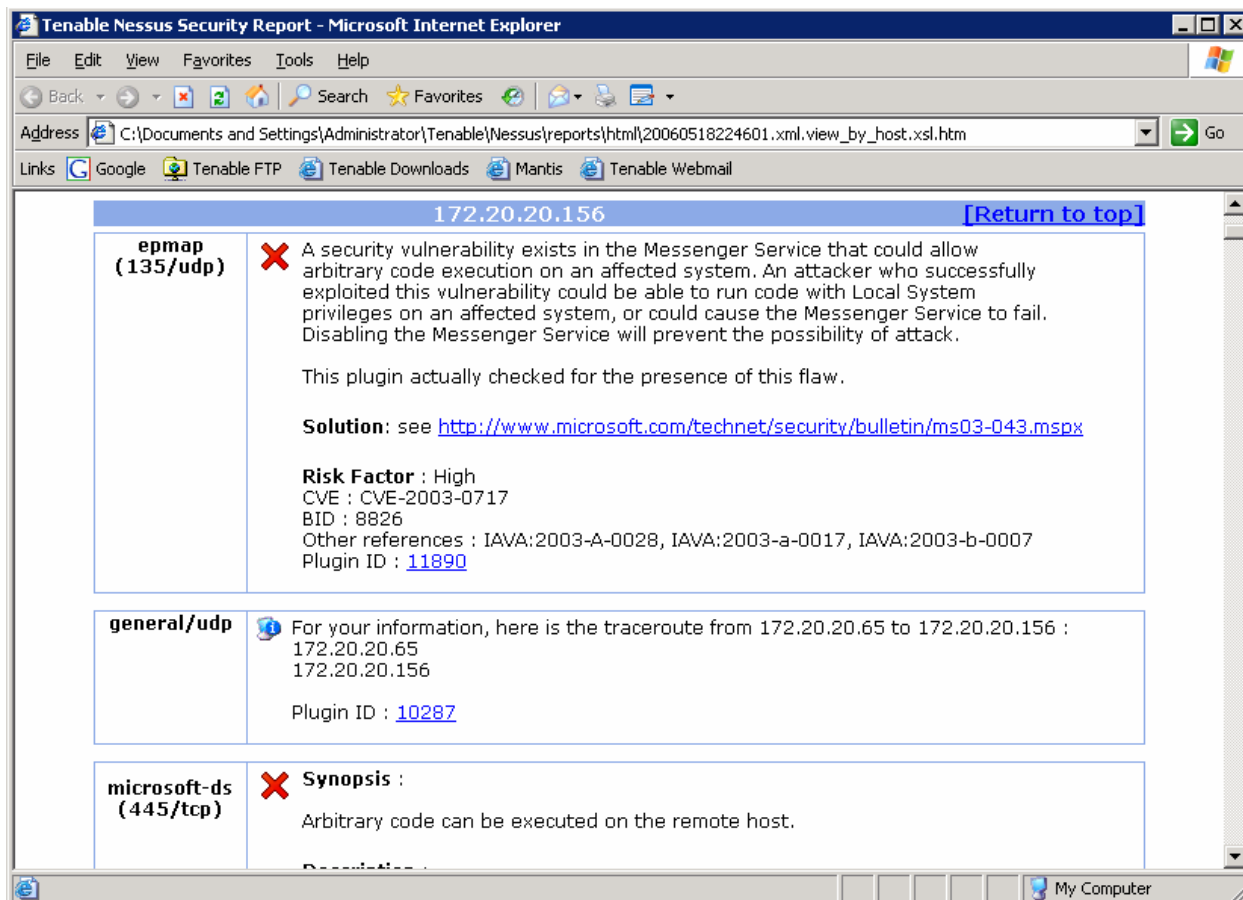 Tenable Nessus Security Report - Microsoft Internet Explorer
File Edit View Favorites Tools Help
Back Search Favorites
Address C:\Documents and Settings\Administrator\Tenable\Nessus\reports\html\20060518224601.xml.view_by_host.xsl.htm Go
Links Google Tenable FTP Tenable Downloads Mantis Tenable Webmail
172.20.20.156 [Return to top]
epmap
(135/udp)
A security vulnerability exists in the Messenger Service that could allow
arbitrary code execution on an affected system. An attacker who successfully
exploited this vulnerability could be able to run code with Local System
privileges on an affected system, or could cause the Messenger Service to fail.
Disabling the Messenger Service will prevent the possibility of attack.
This plugin actually checked for the presence of this flaw.
Solution: see http://www.microsoft.com/technet/security/bulletin/ms03-043.mspx
Risk Factor : High
CVE : CVE-2003-0717
BID : 8826
Other references : IAVA:2003-A-0028, IAVA:2003-a-0017, IAVA:2003-b-0007
Plugin ID : 11890
general/udp
For your information, here is the traceroute from 172.20.20.65 to 172.20.20.156 :
172.20.20.65
172.20.20.156
Plugin ID : 10287
microsoft-ds
(445/tcp)
Synopsis :
Arbitrary code can be executed on the remote host.
Description :
My Computer